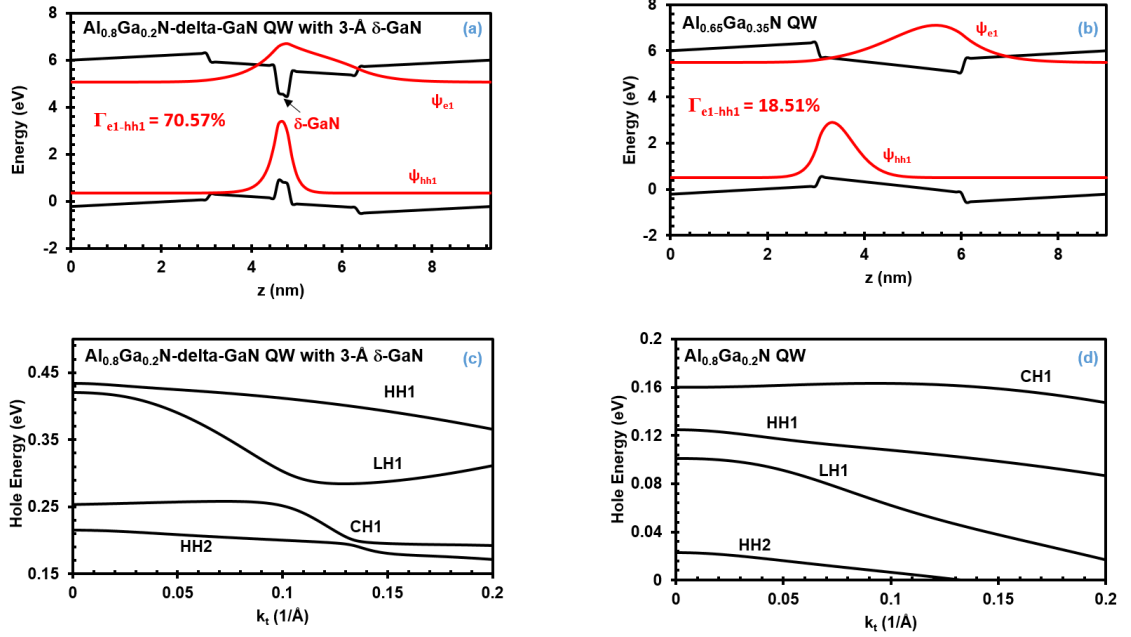 Al0.8Ga0.2N-delta-GaN QW with 3-Å δ-GaN
(a)
8
6
4
2
0
-2
Energy (eV)
Ψe1
δ-GaN
Γe1-hh1 = 70.57%
Ψhh1
0
2
4
6
8
z (nm)
Al0.65Ga0.35N QW
(b)
8
6
4
2
0
-2
Energy (eV)
Ψe1
Γe1-hh1 = 18.51%
Ψhh1
0
2
4
6
8
z (nm)
Al0.8Ga0.2N-delta-GaN QW with 3-Å δ-GaN
(c)
0.45
0.35
0.25
0.15
Hole Energy (eV)
HH1
LH1
CH1
HH2
0
0.05
0.1
0.15
0.2
kt (1/Å)
Al0.8Ga0.2N QW
(d)
0.2
0.16
0.12
0.08
0.04
0
Hole Energy (eV)
CH1
HH1
LH1
HH2
0
0.05
0.1
0.15
0.2
kt (1/Å)